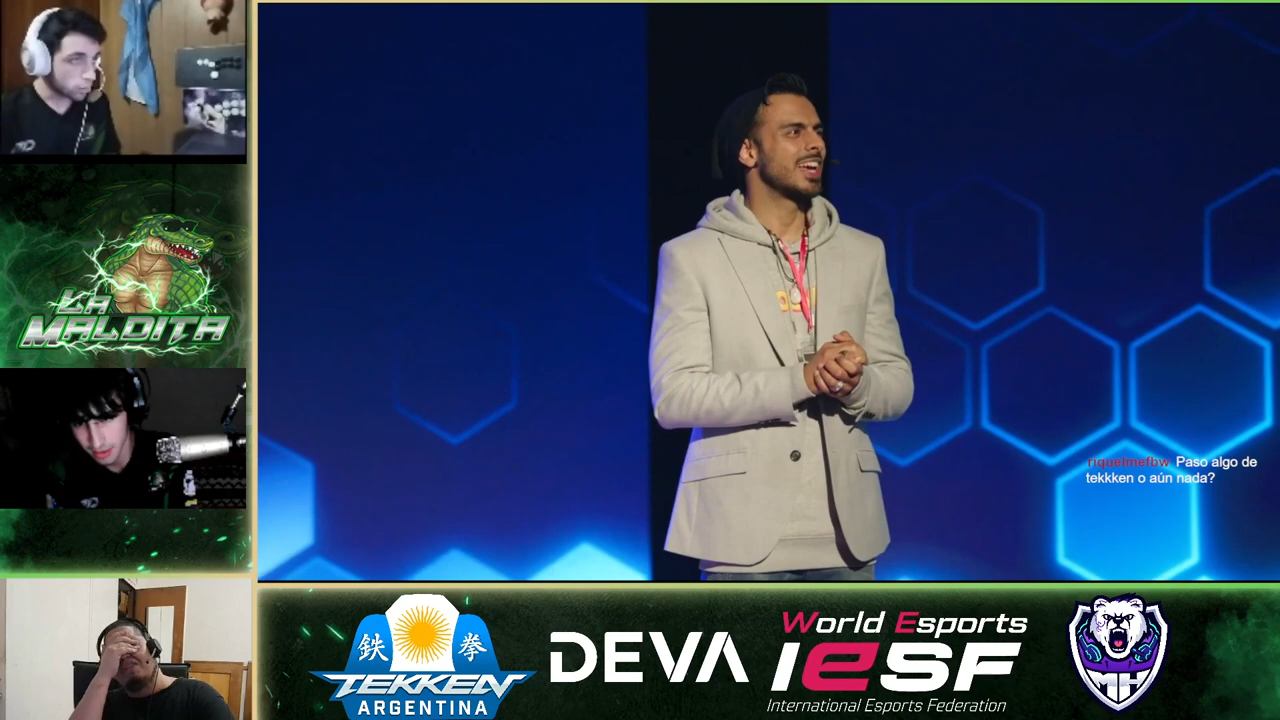 LA
MALDITA
riquelmefbw Paso algo de
tekkken o aún nada?
鉄 拳
TEKKEN
ARGENTINA
DEVA
World Esports
IESF
International Esports Federation
MH